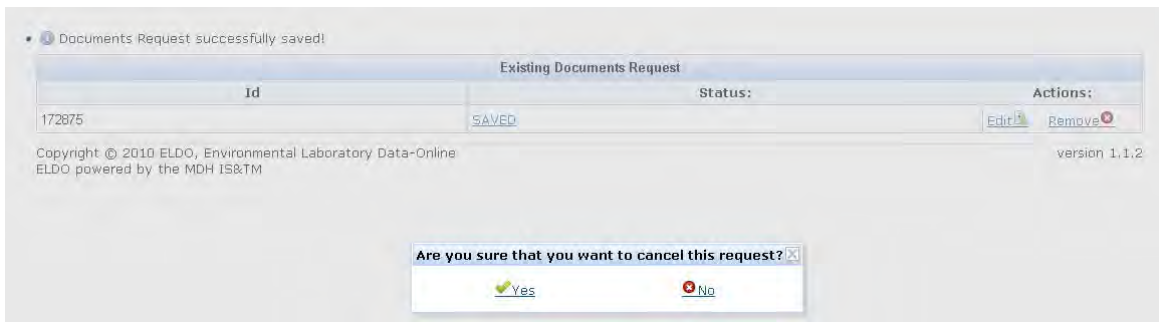 Documents Request successfully saved!
Existing Documents Request
Id Status: Actions:
172875 SAVED Edit Remove
Copyright © 2010 ELDO, Environmental Laboratory Data-Online version 1.1.2
ELDO powered by the MDH IS&TM
Are you sure that you want to cancel this request?
Yes No